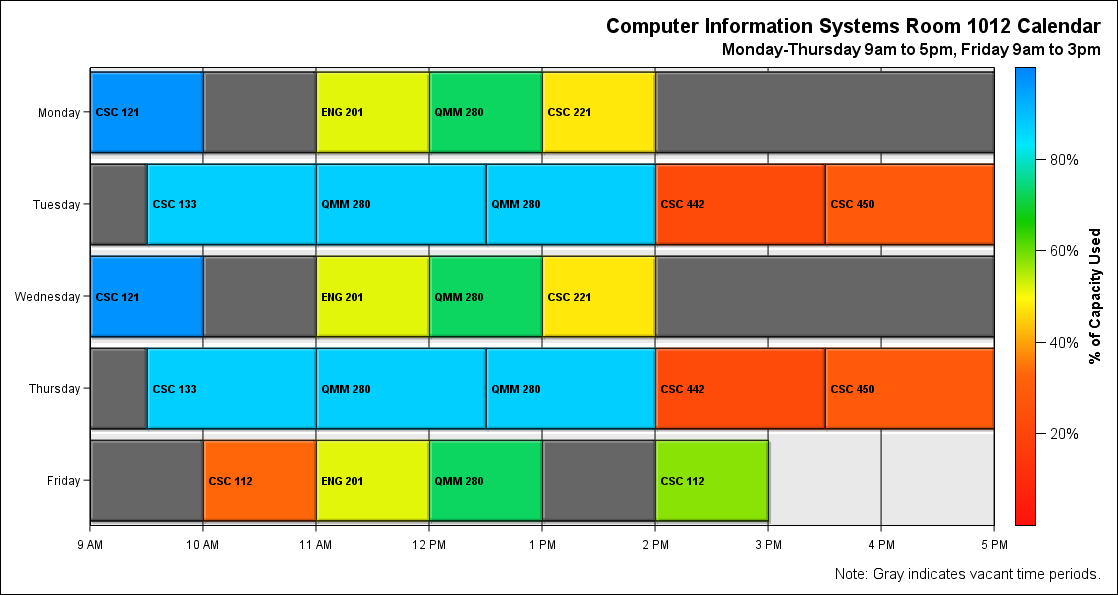 Computer Information Systems Room 1012 Calendar
Monday-Thursday 9am to 5pm, Friday 9am to 3pm
Monday
CSC 121
ENG 201
QMM 280
CSC 221
Tuesday
CSC 133
QMM 280
QMM 280
CSC 442
CSC 450
Wednesday
CSC 121
ENG 201
QMM 280
CSC 221
Thursday
CSC 133
QMM 280
QMM 280
CSC 442
CSC 450
Friday
CSC 112
ENG 201
QMM 280
CSC 112
9 AM
10 AM
11 AM
12 PM
1 PM
2 PM
3 PM
4 PM
5 PM
80%
60%
40%
20%
% of Capacity Used
Note: Gray indicates vacant time periods.